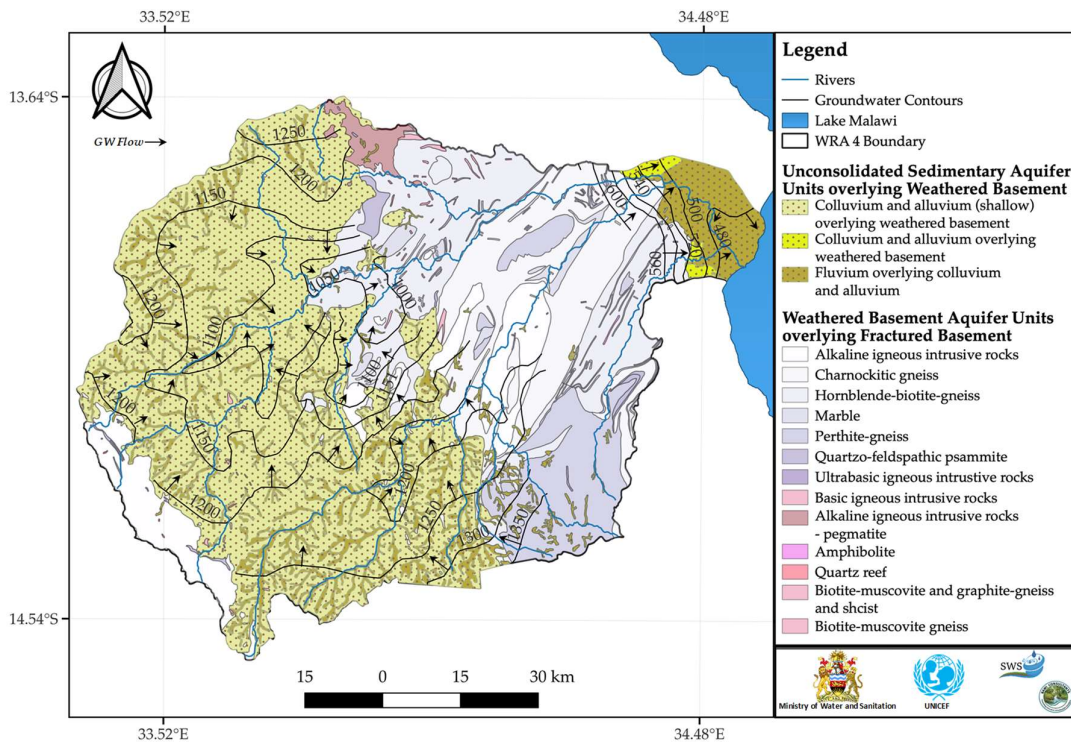 33.52°E
34.48°E
13.64°S
14.54°S
GW Flow
1250
1200
1150
1200
1100
1050
1000
1200
1150
1200
1100
1150
1200
1250
1350
600
540
500
480
560
15 0 15 30 km
33.52°E
34.48°E
Legend
Rivers
Groundwater Contours
Lake Malawi
WRA 4 Boundary
Unconsolidated Sedimentary Aquifer
Units overlying Weathered Basement
Colluvium and alluvium (shallow)
overlying weathered basement
Colluvium and alluvium overlying
weathered basement
Fluvium overlying colluvium
and alluvium
Weathered Basement Aquifer Units
overlying Fractured Basement
Alkaline igneous intrusive rocks
Charnockitic gneiss
Hornblende-biotite-gneiss
Marble
Perthite-gneiss
Quartzo-feldspathic psammite
Ultrabasic igneous intrustive rocks
Basic igneous intrusive rocks
Alkaline igneous intrusive rocks
- pegmatite
Amphibolite
Quartz reef
Biotite-muscovite and graphite-gneiss
and shcist
Biotite-muscovite gneiss
Ministry of Water and Sanitation
UNICEF
SWS